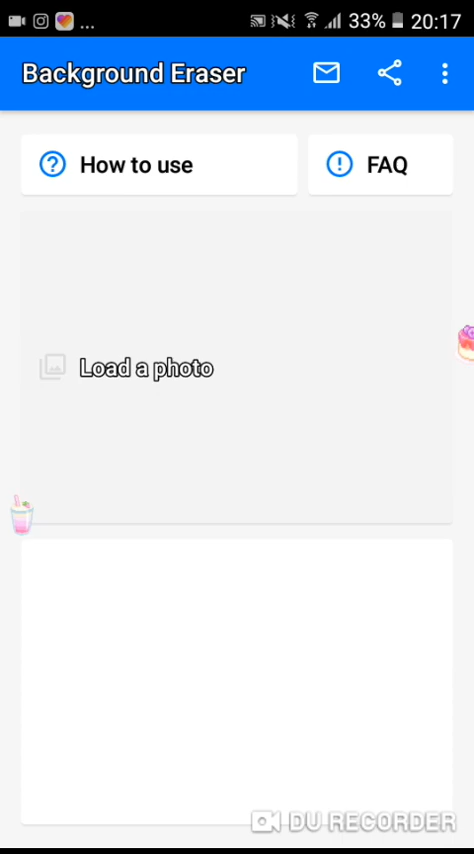 ... 33% 20:17
Background Eraser
How to use
FAQ
Load a photo
DU RECORDER